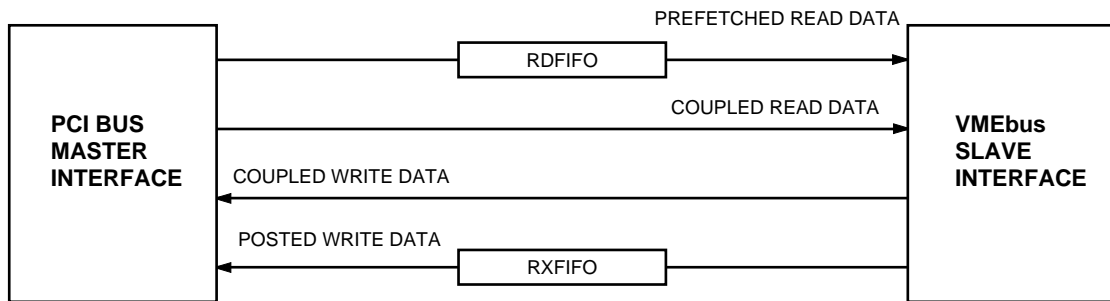 PREFETCHED READ DATA
RDFIFO
COUPLED READ DATA
PCI BUS
MASTER
INTERFACE
VMEbus
SLAVE
INTERFACE
COUPLED WRITE DATA
POSTED WRITE DATA
RXFIFO